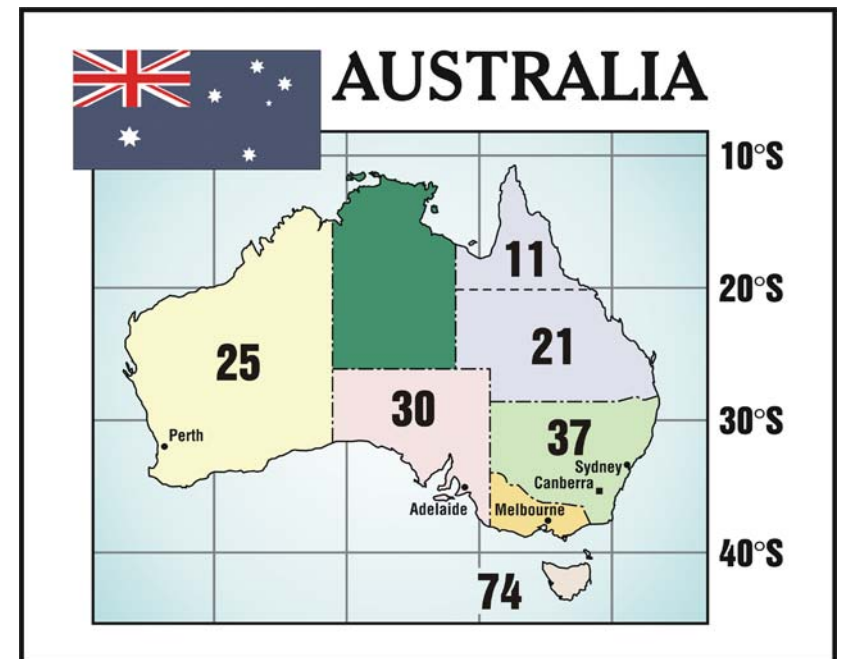 AUSTRALIA
10°S
11
20°S
21
25
30
37
30°S
Perth
Sydney
Canberra
Adelaide
Melbourne
40°S
74